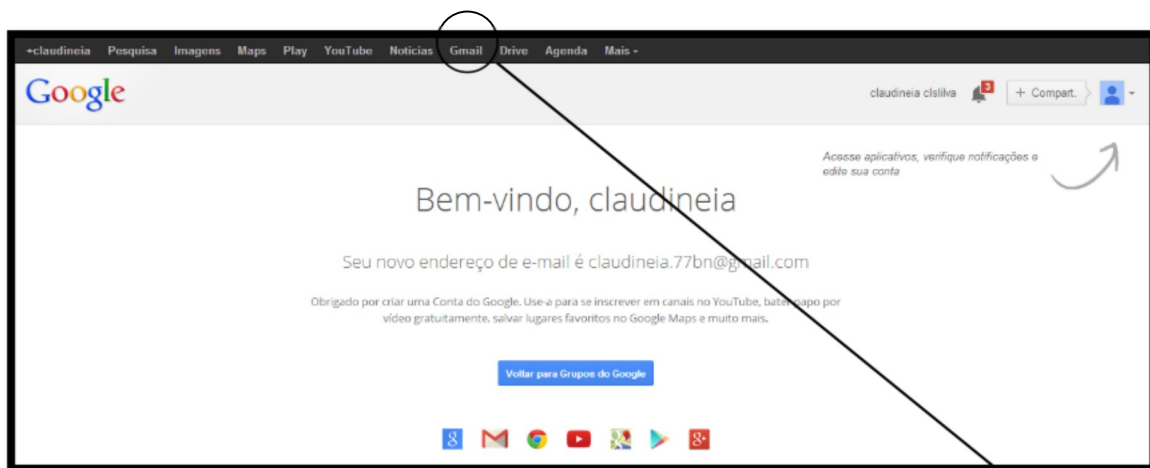 +claudineia Pesquisa Imagens Maps Play YouTube Notícias Gmail Drive Agenda Mais
Google
claudineia clslilva 3 + Compart.
Acesse aplicativos, verifique notificações e
edite sua conta
Bem-vindo, claudineia
Seu novo endereço de e-mail é claudineia.77bn@gmail.com
Obrigado por criar uma Conta do Google. Use-a para se inscrever em canais no YouTube, bater papo por
vídeo gratuitamente, salvar lugares favoritos no Google Maps e muito mais.
Voltar para Grupos do Google
8 8+